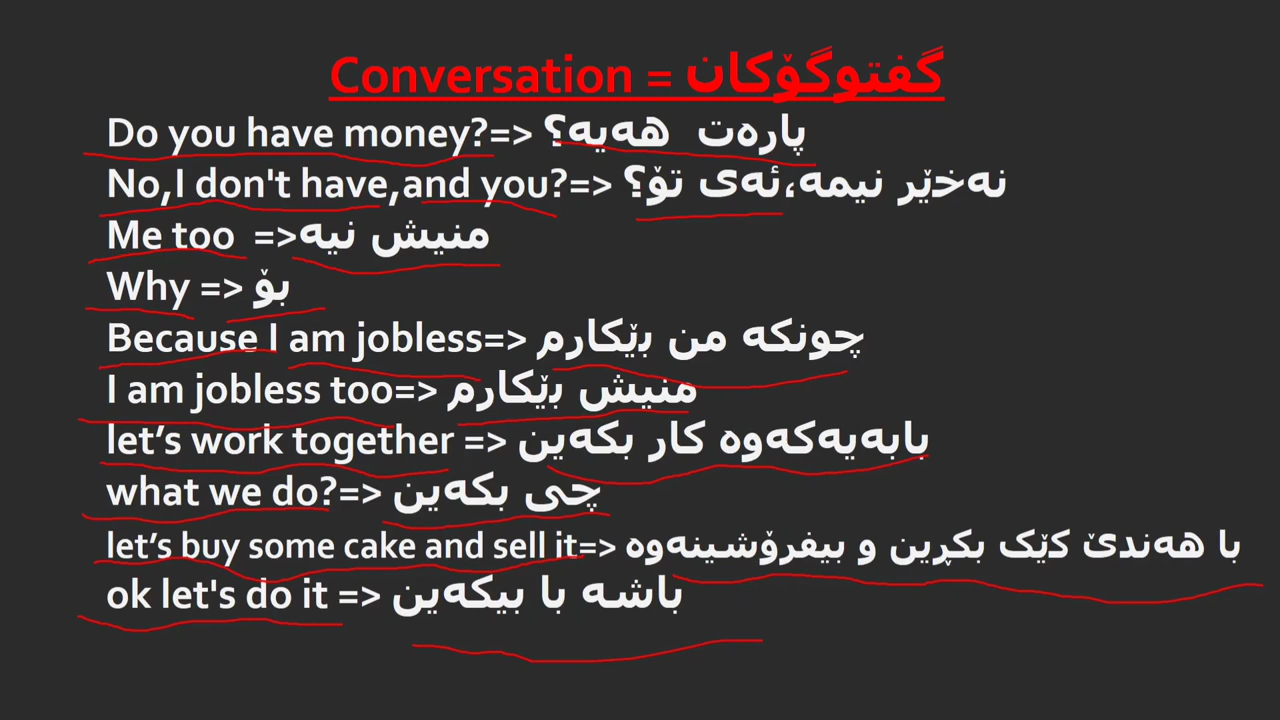 Conversation = گفتوگۆکان
Do you have money?=> پارەت هەیە؟
No,I don't have,and you?=> نەخێر نیمە،ئەی تۆ؟
Me too =>منیش نیە
Why => بۆ
Because I am jobless=> چونکە من بێکارم
I am jobless too=> منیش بێکارم
let’s work together => بابەیەکەوە کار بکەین
what we do?=> چی بکەین
let’s buy some cake and sell it=> با هەندێ کێک بکڕین و بیفرۆشینەوە
ok let's do it => باشە با بیکەین